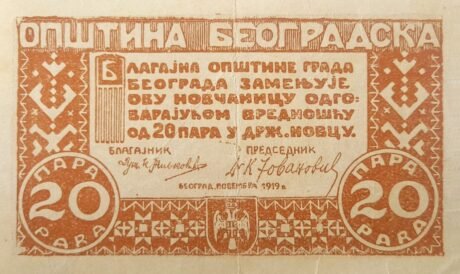 ОПШТИНА БЕОГРАДСКА
БЛАГАЈНА ОПШТИНЕ ГРАДА
БЕОГРАДА ЗАМЕЊУЈЕ
ОВУ НОВЧАНИЦУ ОДГО-
ВАРАЈУЋОМ ВРЕДНОШЋУ
ОД 20 ПАРА У ДРЖ. НОВЦУ.
БЛАГАЈНИК ПРЕДСЕДНИК
К Јовановић
БЕОГРАД, НОВЕМБРА 1919 г.
ПАРА
20
PARA
ПАРА
20
PARA